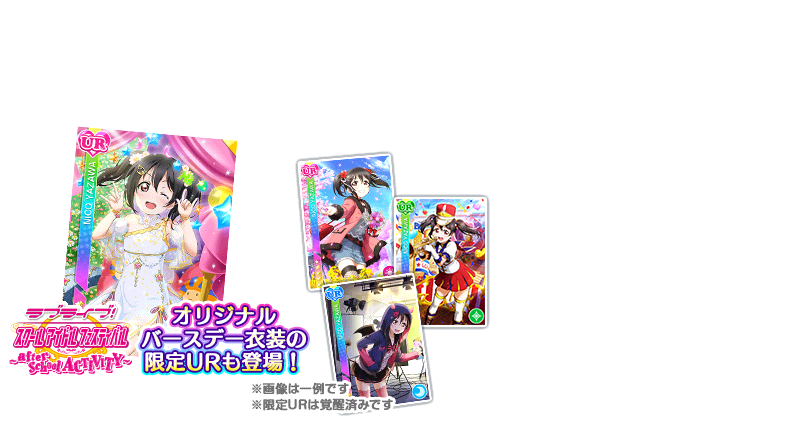 UR
NICO YAZAWA
UR
UR
UR
ラブライブ!
スクールアイドルフェスティバル
~after school ACTIVITY~
オリジナル
バースデー衣装の
限定URも登場!
※画像は一例です
※限定URは覚醒済みです